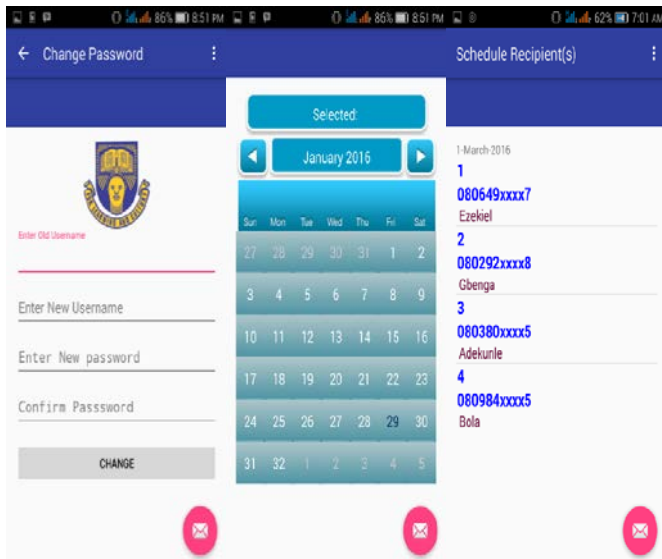 86% 8:51 PM
Change Password
Enter Old Username
Enter New Username
Enter New password
Confirm Passsword
CHANGE
86% 8:51 PM
Selected:
January 2016
Sun Mon Tue Wed Thu Fri Sat
27 28 29 30 31 1 2
3 4 5 6 7 8 9
10 11 12 13 14 15 16
17 18 19 20 21 22 23
24 25 26 27 28 29 30
31 32 1 2 3 4 5
62% 7:01 AM
Schedule Recipient(s)
1-March-2016
1
080649xxxx7
Ezekiel
2
080292xxxx8
Gbenga
3
080380xxxx5
Adekunle
4
080984xxxx5
Bola